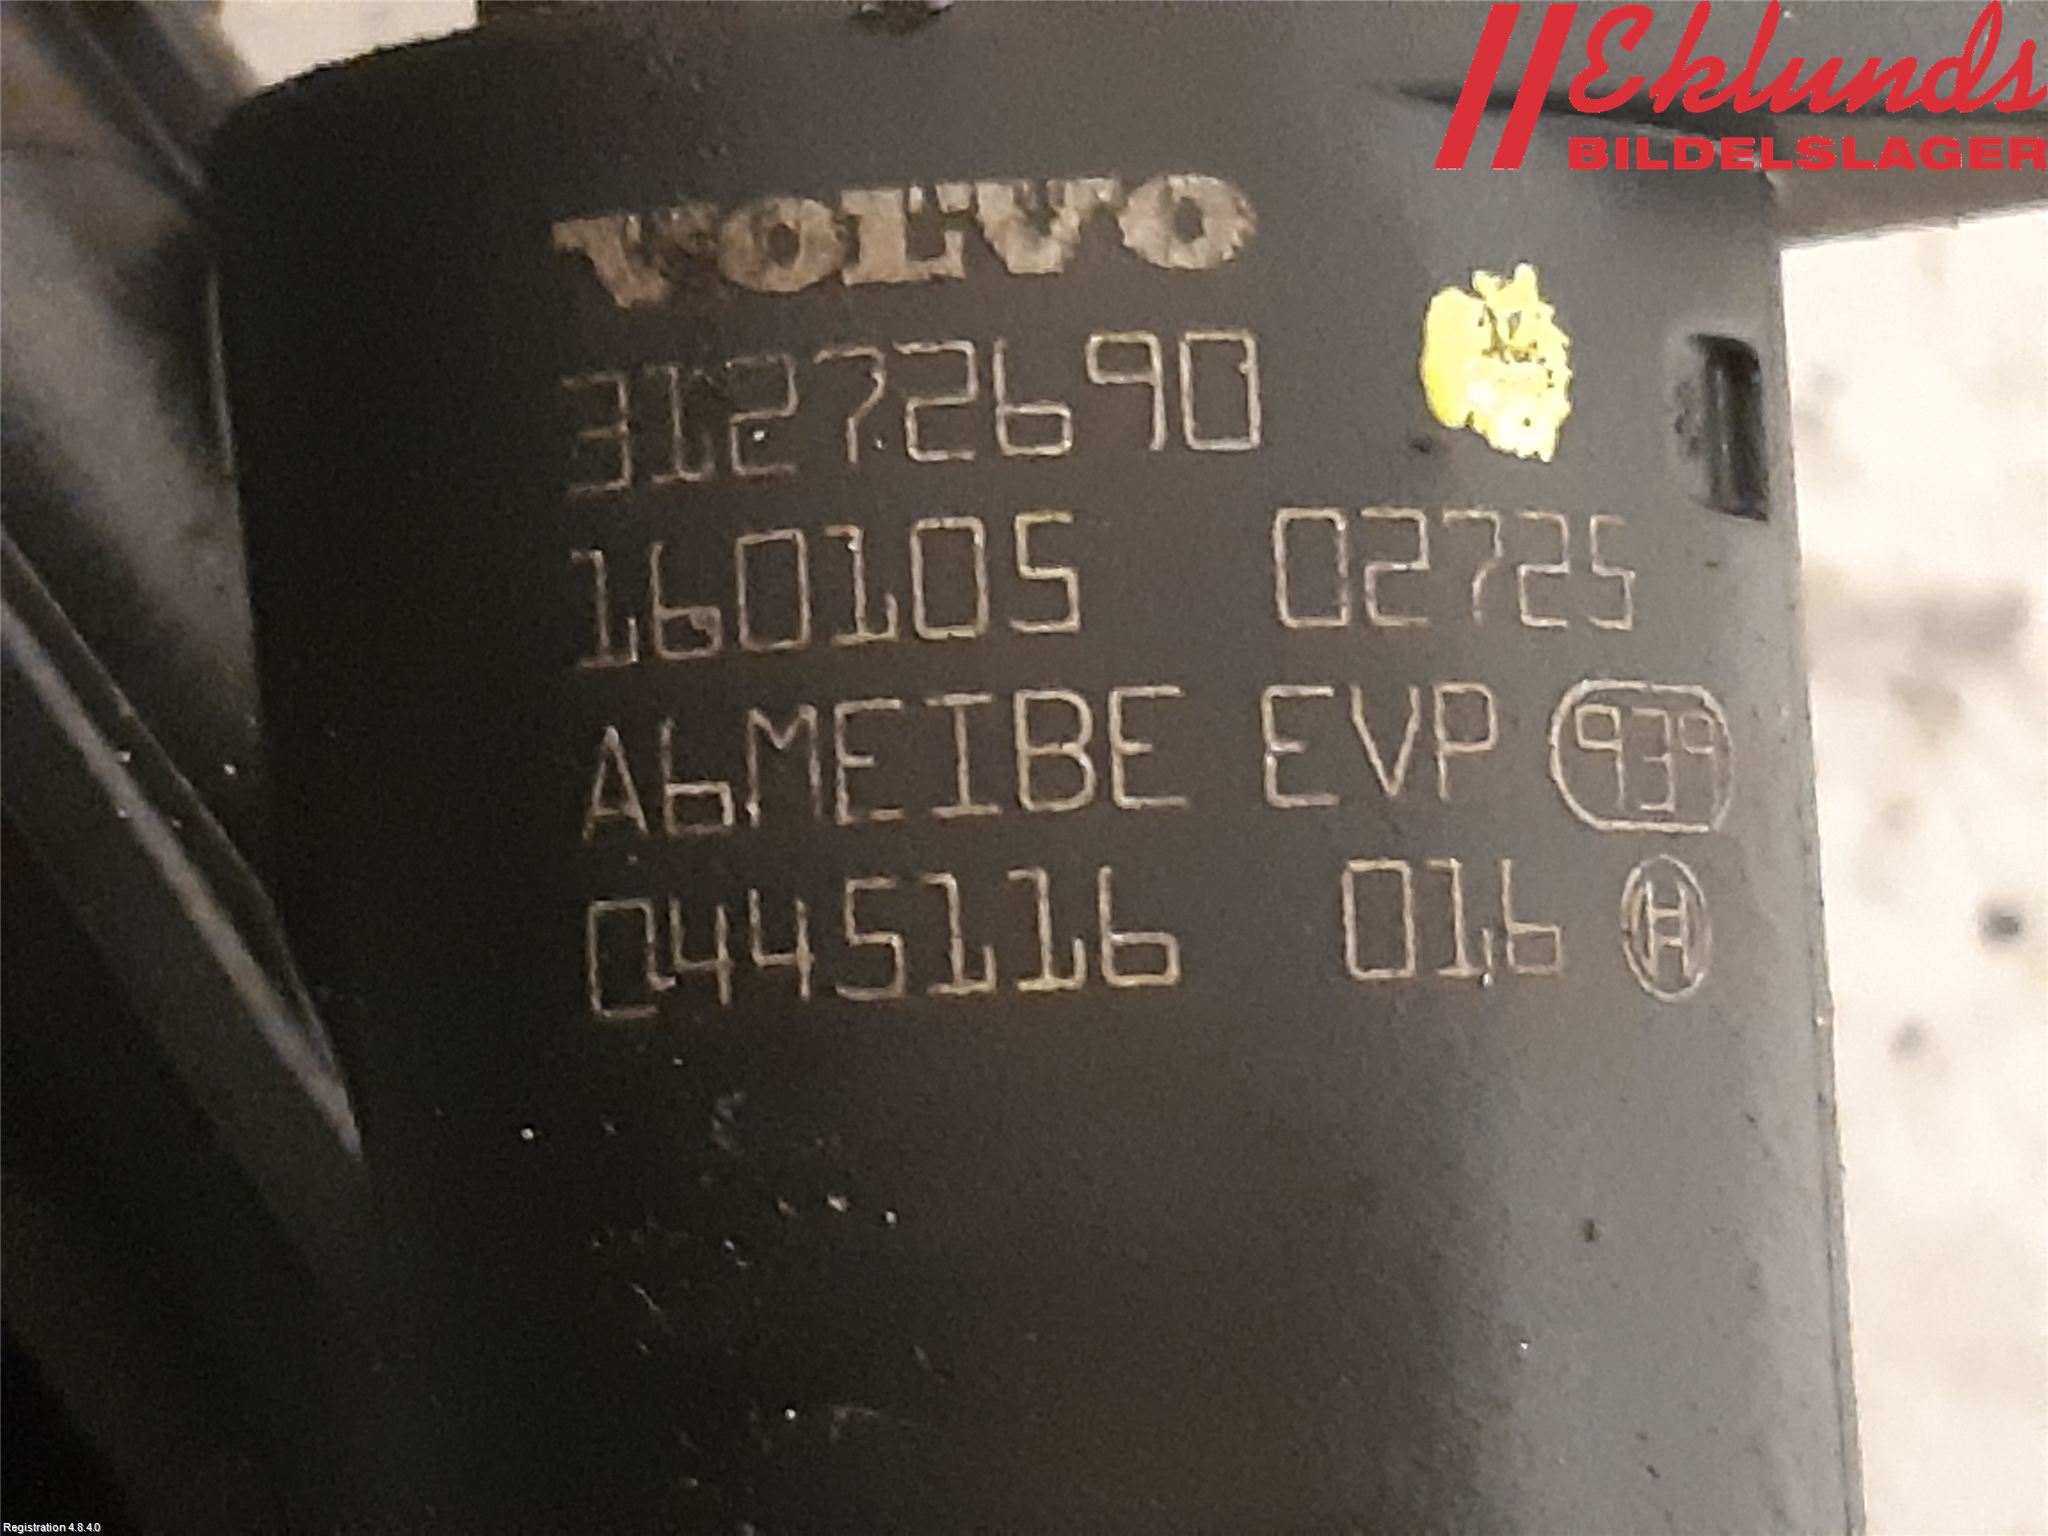 Eklunds
BILDELSLAGER
VOLVO
31272690
160105 02725
A6MEIBE EVP 939
0445116 016
Registration 4.8.4.0